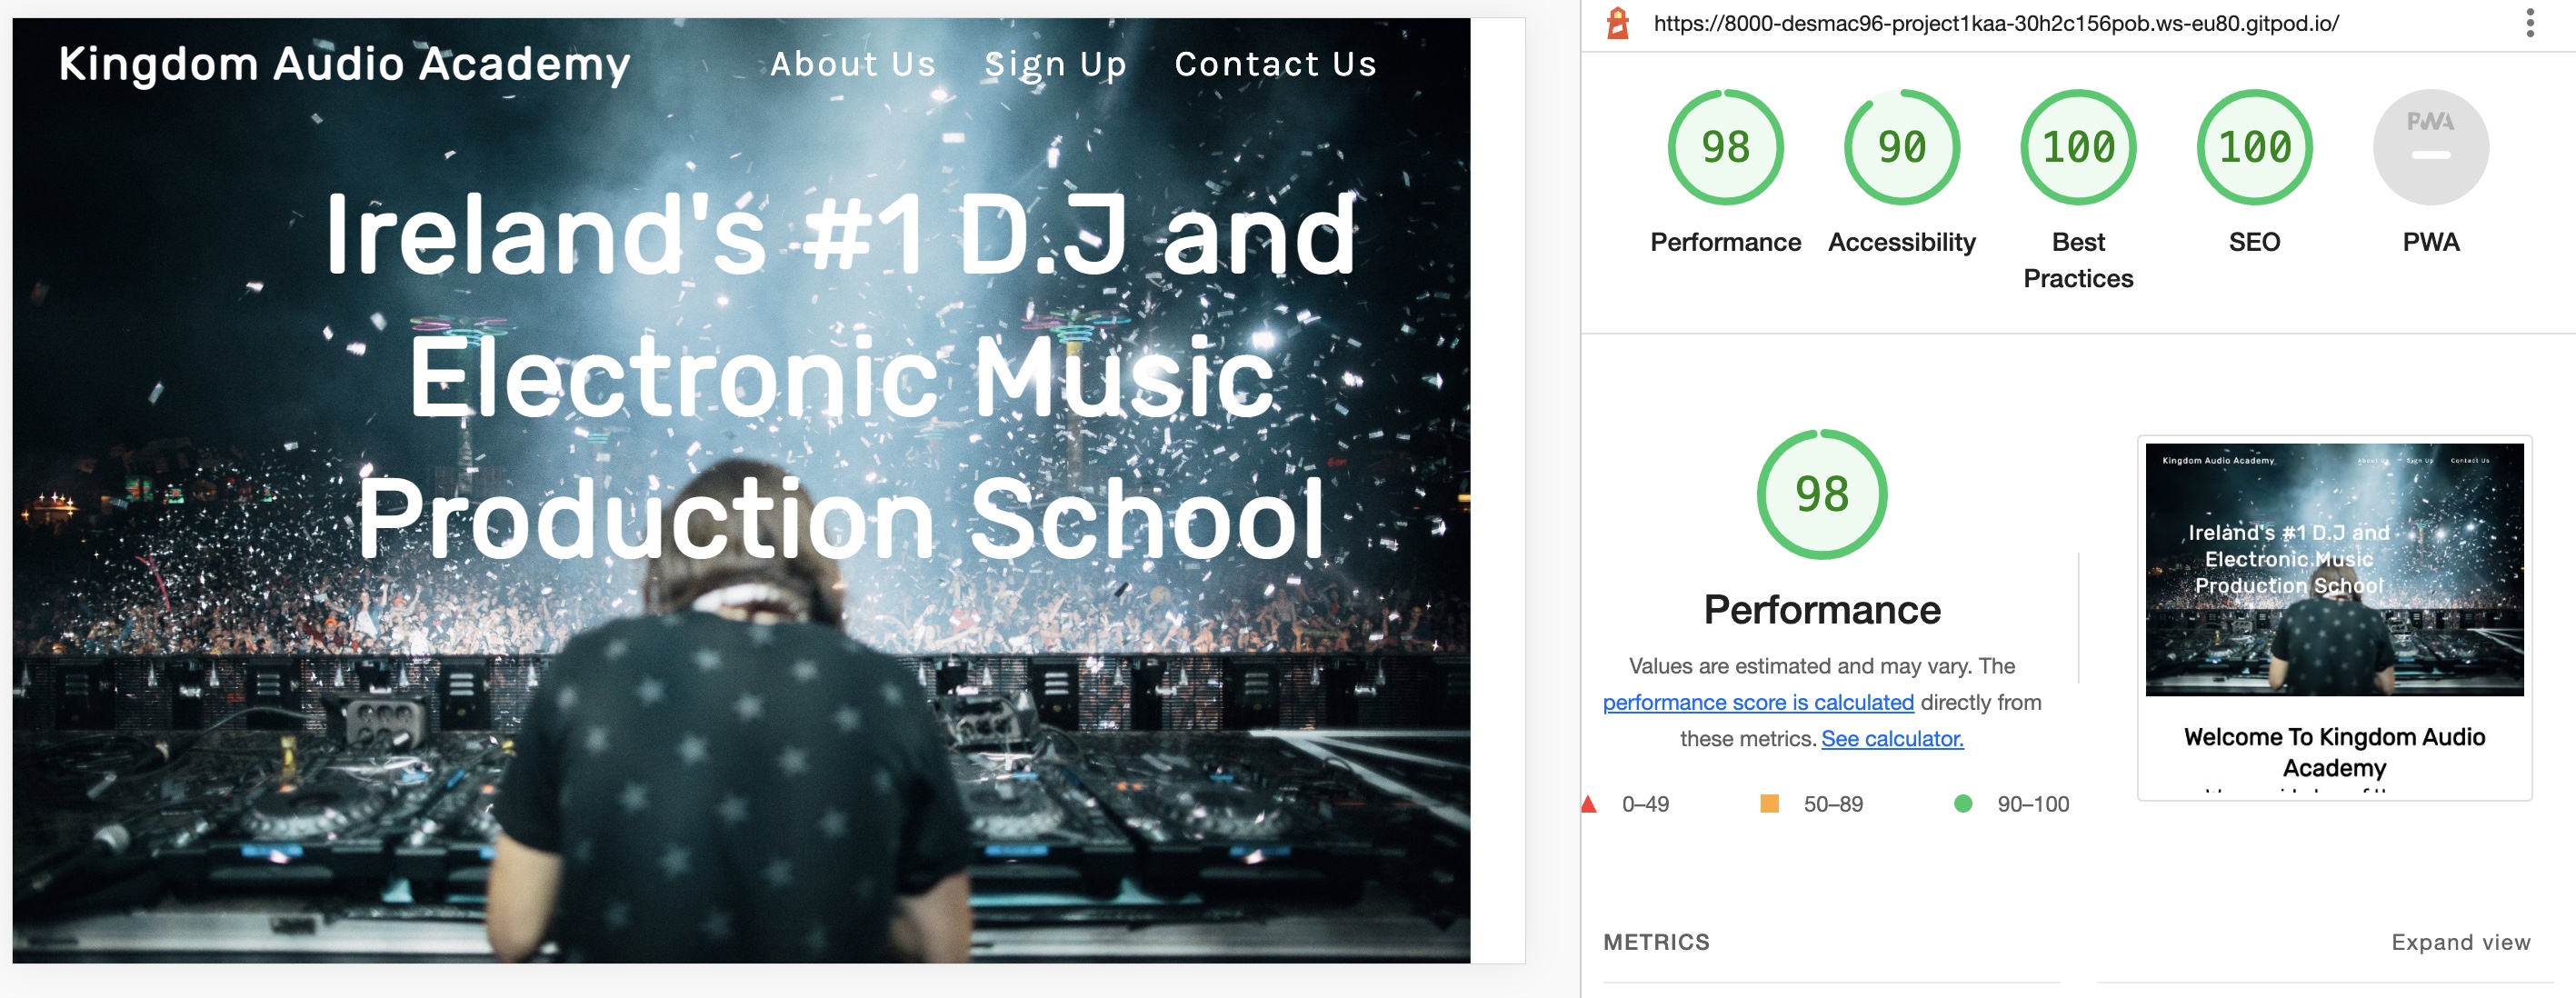 Kingdom Audio Academy
About Us Sign Up Contact Us
Ireland's #1 D.J and
Electronic Music
Production School
https://8000-desmac96-project1kaa-30h2c156pob.ws-eu80.gitpod.io/
98 90 100 100 PWA
Performance Accessibility Best Practices SEO PWA
98
Performance
Values are estimated and may vary. The
performance score is calculated directly from
these metrics. See calculator.
0–49 50–89 90–100
Kingdom Audio Academy
About Us Sign Up Contact Us
Ireland's #1 D.J and
Electronic Music
Production School
Welcome To Kingdom Audio
Academy
METRICS Expand view